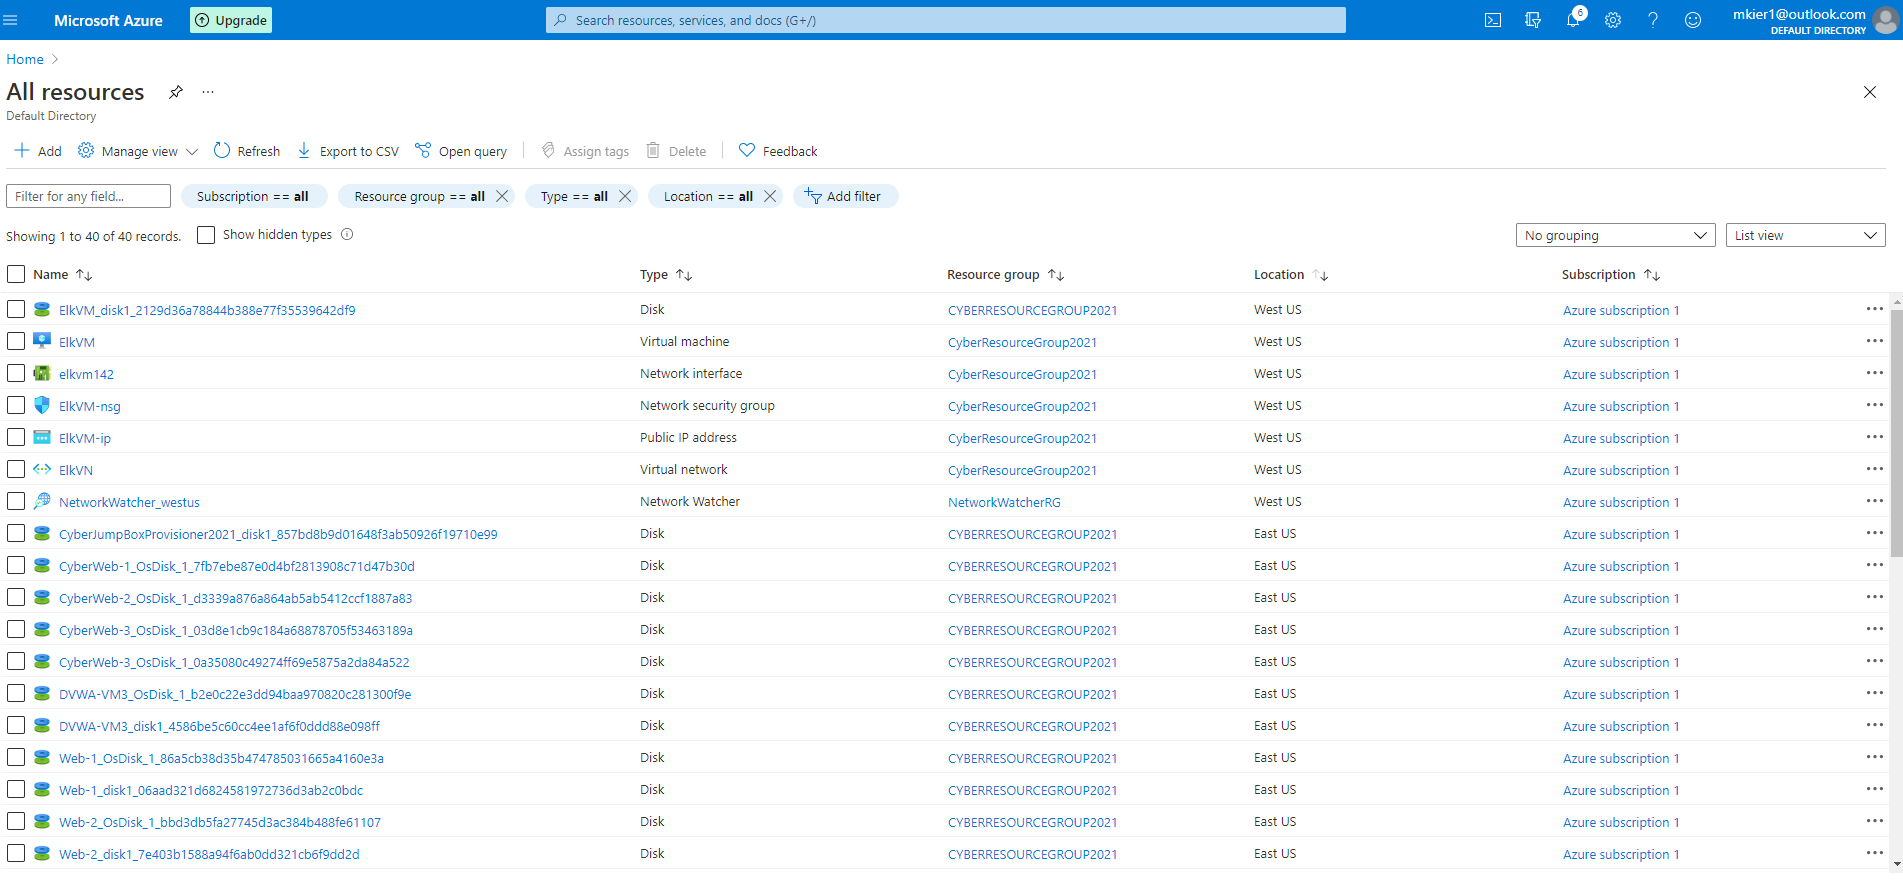 Microsoft Azure Upgrade Search resources, services, and docs (G+/) 6 mkier1@outlook.com
DEFAULT DIRECTORY
Home
All resources
Default Directory
Add Manage view Refresh Export to CSV Open query Assign tags Delete Feedback
Filter for any field... Subscription == all Resource group == all Type == all Location == all Add filter
Showing 1 to 40 of 40 records. Show hidden types No grouping List view
Name Type Resource group Location Subscription
ElkVM_disk1_2129d36a78844b388e77f35539642df9 Disk CYBERRESOURCEGROUP2021 West US Azure subscription 1
ElkVM Virtual machine CyberResourceGroup2021 West US Azure subscription 1
elkvm142 Network interface CyberResourceGroup2021 West US Azure subscription 1
ElkVM-nsg Network security group CyberResourceGroup2021 West US Azure subscription 1
ElkVM-ip Public IP address CyberResourceGroup2021 West US Azure subscription 1
ElkVN Virtual network CyberResourceGroup2021 West US Azure subscription 1
NetworkWatcher_westus Network Watcher NetworkWatcherRG West US Azure subscription 1
CyberJumpBoxProvisioner2021_disk1_857bd8b9d01648f3ab50926f19710e99 Disk CYBERRESOURCEGROUP2021 East US Azure subscription 1
CyberWeb-1_OsDisk_1_7fb7ebe87e0d4bf2813908c71d47b30d Disk CYBERRESOURCEGROUP2021 East US Azure subscription 1
CyberWeb-2_OsDisk_1_d3339a876a864ab5ab5412ccf1887a83 Disk CYBERRESOURCEGROUP2021 East US Azure subscription 1
CyberWeb-3_OsDisk_1_03d8e1cb9c184a68878705f53463189a Disk CYBERRESOURCEGROUP2021 East US Azure subscription 1
CyberWeb-3_OsDisk_1_0a35080c49274ff69e5875a2da84a522 Disk CYBERRESOURCEGROUP2021 East US Azure subscription 1
DVWA-VM3_OsDisk_1_b2e0c22e3dd94baa970820c281300f9e Disk CYBERRESOURCEGROUP2021 East US Azure subscription 1
DVWA-VM3_disk1_4586be5c60cc4ee1af6f0ddd88e098ff Disk CYBERRESOURCEGROUP2021 East US Azure subscription 1
Web-1_OsDisk_1_86a5cb38d35b474785031665a4160e3a Disk CYBERRESOURCEGROUP2021 East US Azure subscription 1
Web-1_disk1_06aad321d6824581972736d3ab2c0bdc Disk CYBERRESOURCEGROUP2021 East US Azure subscription 1
Web-2_OsDisk_1_bbd3db5fa27745d3ac384b488fe61107 Disk CYBERRESOURCEGROUP2021 East US Azure subscription 1
Web-2_disk1_7e403b1588a94f6ab0dd321cb6f9dd2d Disk CYBERRESOURCEGROUP2021 East US Azure subscription 1